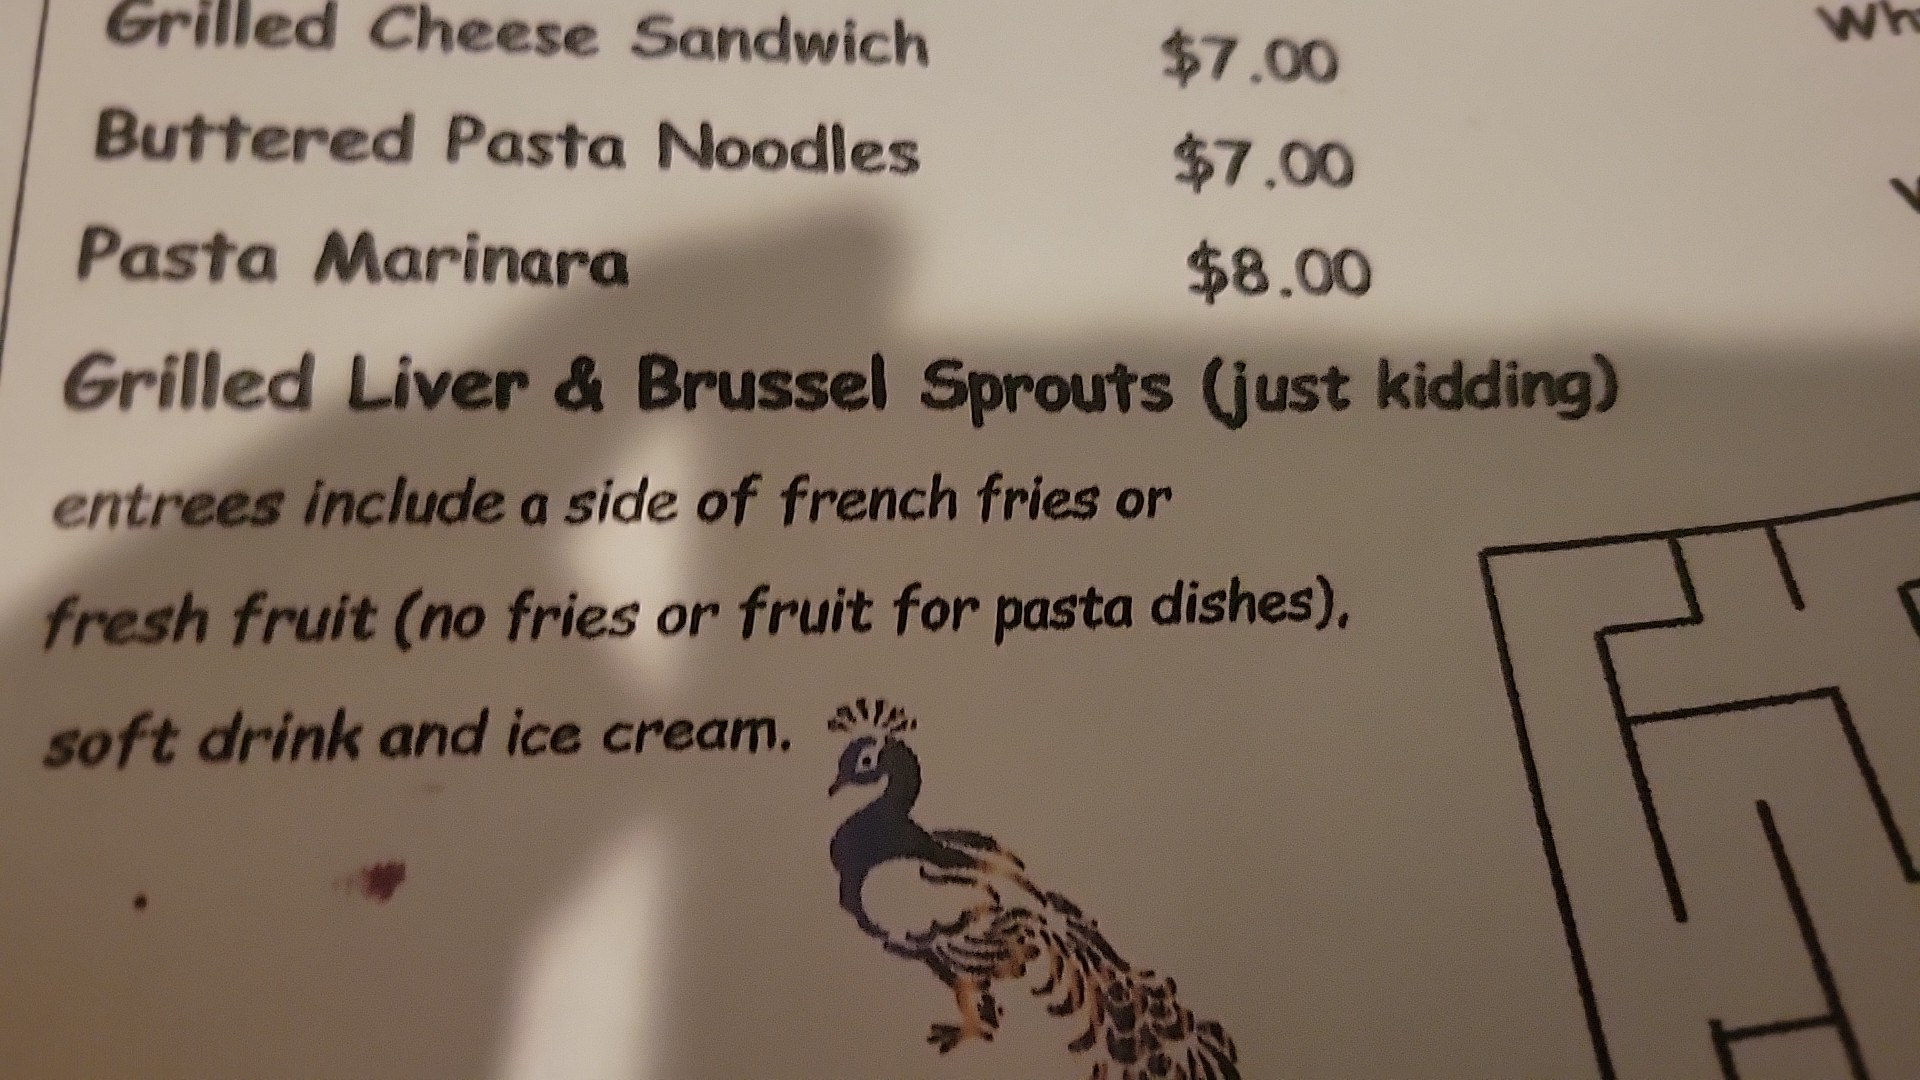 Grilled Cheese Sandwich $7.00
Buttered Pasta Noodles $7.00
Pasta Marinara $8.00
Grilled Liver & Brussel Sprouts (just kidding)
entrees include a side of french fries or
fresh fruit (no fries or fruit for pasta dishes),
soft drink and ice cream.